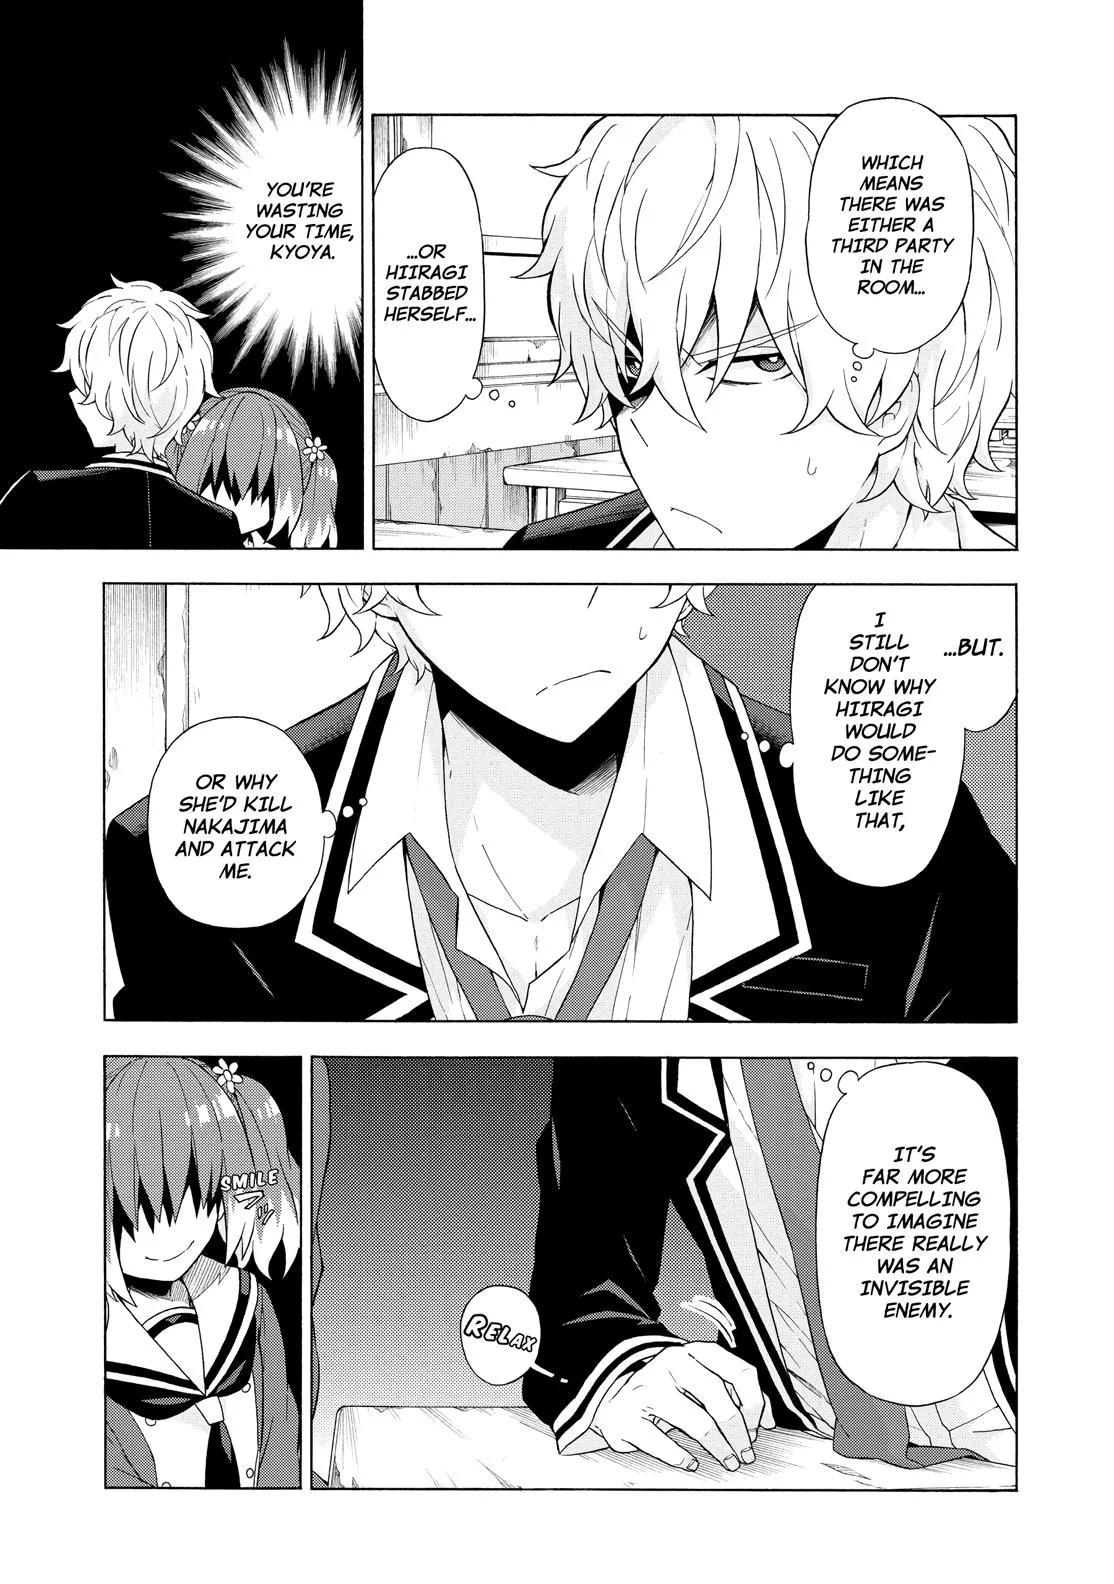 WHICH
MEANS
THERE WAS
EITHER A
THIRD PARTY
IN THE
ROOM...
...OR
HIIRAGI
STABBED
HERSELF...
YOU'RE
WASTING
YOUR TIME,
KYOYA.
...BUT.
I
STILL
DON'T
KNOW WHY
HIIRAGI
WOULD
DO SOME-
THING
LIKE
THAT,
OR WHY
SHE'D KILL
NAKAJIMA
AND ATTACK
ME.
IT'S
FAR MORE
COMPELLING
TO IMAGINE
THERE REALLY
WAS AN
INVISIBLE
ENEMY.
RELAX
SMILE